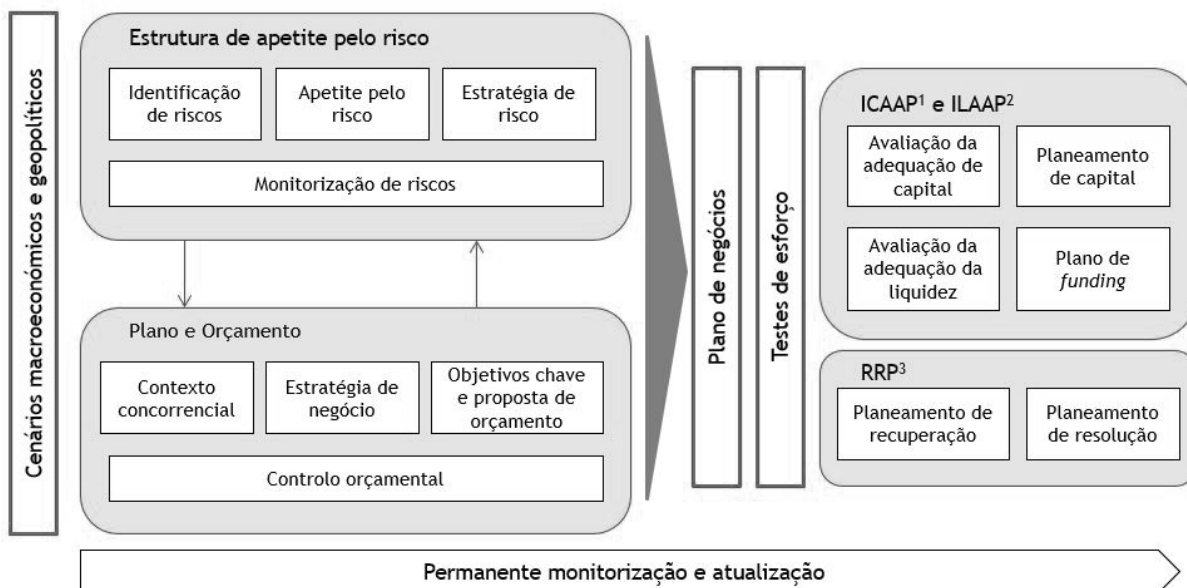 Cenários macroeconómicos e geopolíticos
Estrutura de apetite pelo risco
Identificação
de riscos
Apetite pelo
risco
Estratégia de
risco
Monitorização de riscos
Plano e Orçamento
Contexto
concorrencial
Estratégia de
negócio
Objetivos chave
e proposta de
orçamento
Controlo orçamental
Plano de negócios
Testes de esforço
ICAAP¹ e ILAAP²
Avaliação da
adequação de
capital
Planeamento
de capital
Avaliação da
adequação da
liquidez
Plano de
funding
RRP³
Planeamento de
recuperação
Planeamento
de resolução
Permanente monitorização e atualização